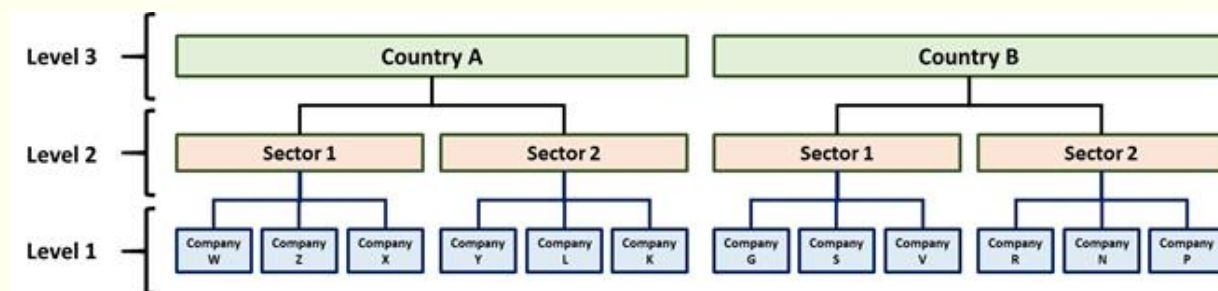 Level 3
Country A
Country B
Level 2
Sector 1
Sector 2
Sector 1
Sector 2
Level 1
Company
W
Company
Z
Company
X
Company
Y
Company
L
Company
K
Company
G
Company
S
Company
V
Company
R
Company
N
Company
P